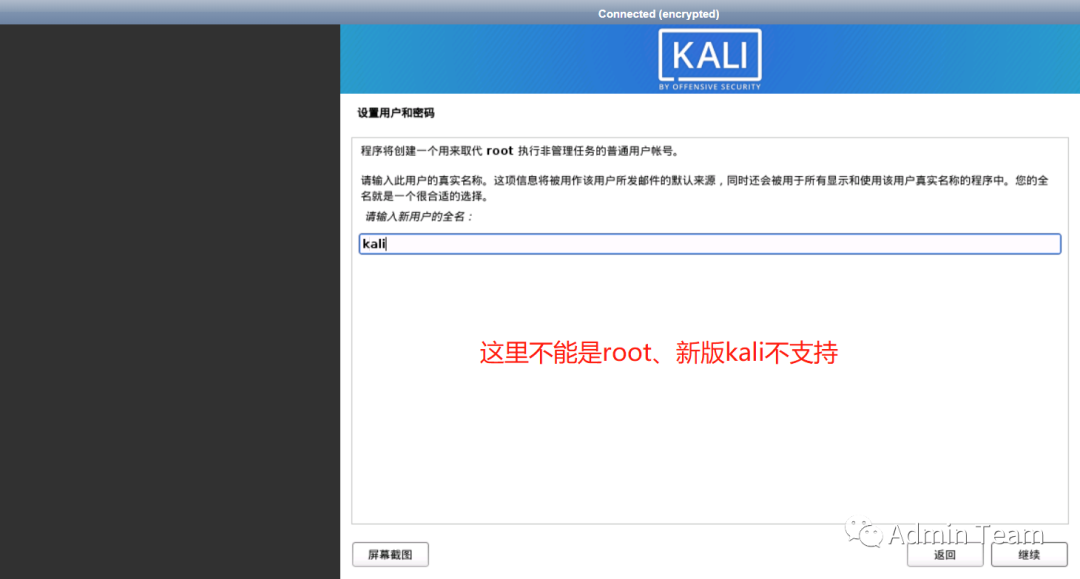 Connected (encrypted)
KALI
BY OFFENSIVE SECURITY
设置用户和密码
程序将创建一个用来取代 root 执行非管理任务的普通用户帐号。
请输入此用户的真实名称。这项信息将被用作该用户所发邮件的默认来源，同时还会被用于所有显示和使用该用户真实名称的程序中。您的全
名就是一个很合适的选择。
请输入新用户的全名：
kali
这里不能是root、新版kali不支持
Admin Team
屏幕截图
返回
继续